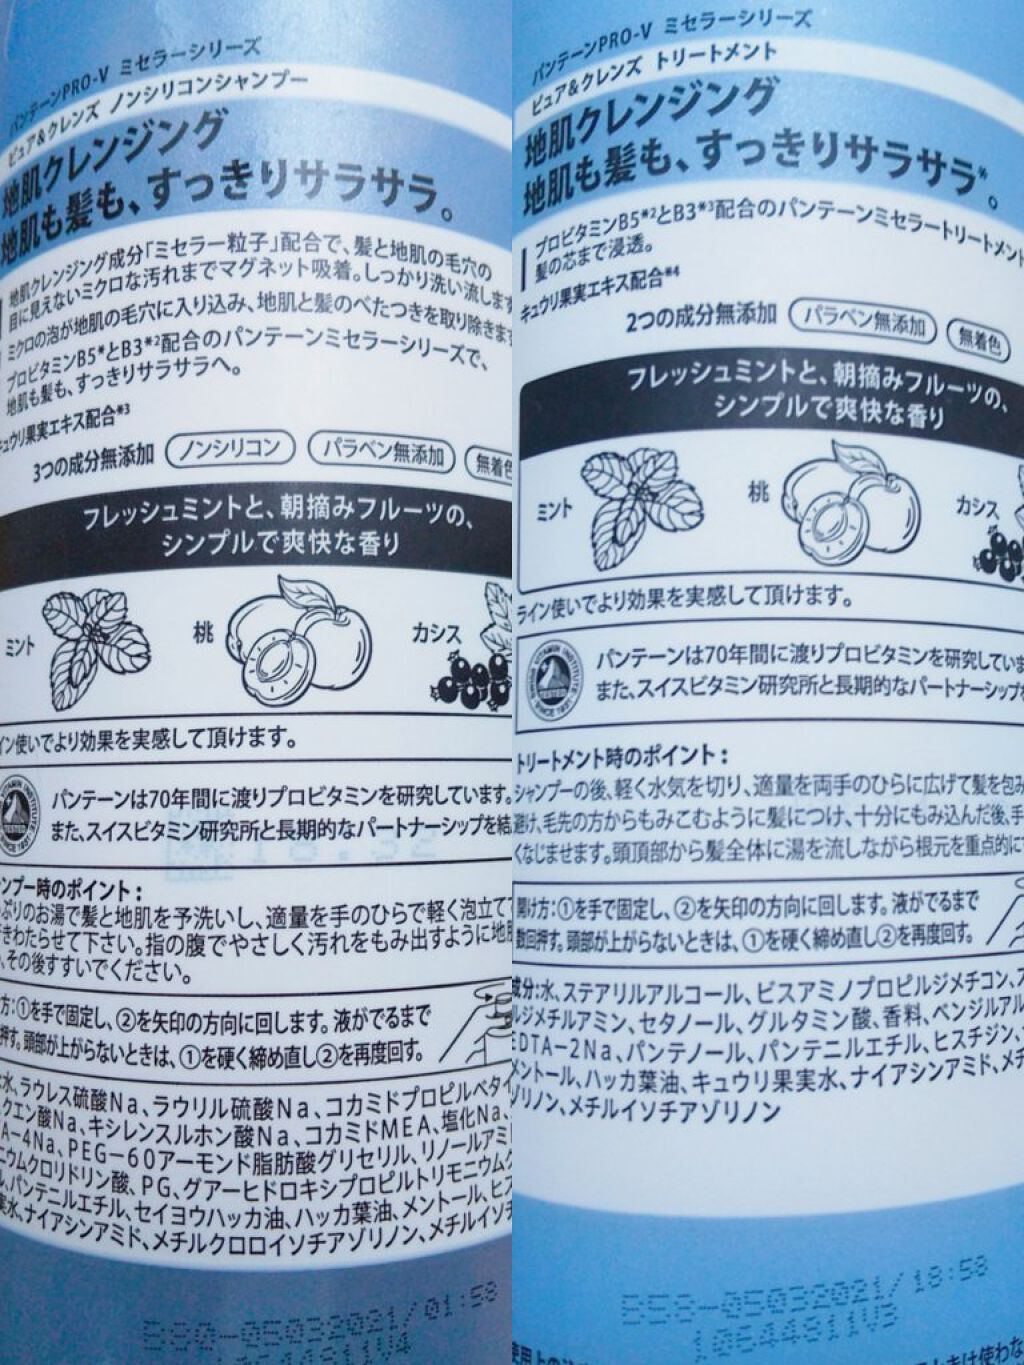 パンテーンPRO-V ミセラーシリーズ
ピュア&クレンズ ノンシリコンシャンプー
地肌クレンジング
地肌も髪も、すっきりサラサラ。
地肌クレンジング成分「ミセラー粒子」配合で、髪と地肌の毛穴の
目に見えないミクロな汚れまでマグネット吸着。しっかり洗い流します
ミクロの泡が地肌の毛穴に入り込み、地肌と髪のべたつきを取り除きます
プロビタミンB5*とB3*²配合のパンテーンミセラーシリーズで、
地肌も髪も、すっきりサラサラへ。
キュウリ果実エキス配合*³
3つの成分無添加 ノンシリコン パラベン無添加 無着色
フレッシュミントと、朝摘みフルーツの、
シンプルで爽快な香り
ミント 桃 カシス
イン使いでより効果を実感して頂けます。
パンテーンは70年間に渡りプロビタミンを研究しています。
また、スイスビタミン研究所と長期的なパートナーシップを結
ンプー時のポイント:
ぷりのお湯で髪と地肌を予洗いし、適量を手のひらで軽く泡立て
きわたらせて下さい。指の腹でやさしく汚れをもみ出すように地肌
、その後すすいでください。
方:①を手で固定し、②を矢印の方向に回します。液がでるまで
押す。頭部が上がらないときは、①を硬く締め直し②を再度回す。
水、ラウレス硫酸Na、ラウリル硫酸Na、コカミドプロピルベタイ
クエン酸Na、キシレンスルホン酸Na、コカミドMEA、塩化Na、
A-4Na、PEG-60アーモンド脂肪酸グリセリル、リノールアミ
ニウムクロリドリン酸、PG、グアーヒドロキシプロピルトリモニウムク
ル、パンテニルエチル、セイヨウハッカ油、ハッカ葉油、メントール、ヒス
実水、ナイアシンアミド、メチルクロロイソチアゾリノン、メチルイソチ
05032021/01:58
パンテーンPRO-V ミセラーシリーズ
ピュア&クレンズ トリートメント
地肌クレンジング
地肌も髪も、すっきりサラサラ*。
プロビタミンB5*²とB3*³配合のパンテーンミセラートリートメント
髪の芯まで浸透。
キュウリ果実エキス配合*⁴
2つの成分無添加 パラベン無添加 無着色
フレッシュミントと、朝摘みフルーツの、
シンプルで爽快な香り
ミント 桃 カシス
ライン使いでより効果を実感して頂けます。
パンテーンは70年間に渡りプロビタミンを研究していま
また、スイスビタミン研究所と長期的なパートナーシップを
トリートメント時のポイント:
シャンプーの後、軽く水気を切り、適量を両手のひらに広げて髪を包み
避け、毛先の方からもみこむように髪につけ、十分にもみ込んだ後、手
くなじませます。頭頂部から髪全体に湯を流しながら根元を重点的に
開け方:①を手で固定し、②を矢印の方向に回します。液がでるまで
数回押す。頭部が上がらないときは、①を硬く締め直し②を再度回す。
成分:水、ステアリルアルコール、ビスアミノプロピルジメチコン、ス
ルジメチルアミン、セタノール、グルタミン酸、香料、ベンジルアル
EDTA-2Na、パンテノール、パンテニルエチル、ヒスチジン、
メントール、ハッカ葉油、キュウリ果実水、ナイアシンアミド、メチ
ゾリノン、メチルイソチアゾリノン
05032021/18:58